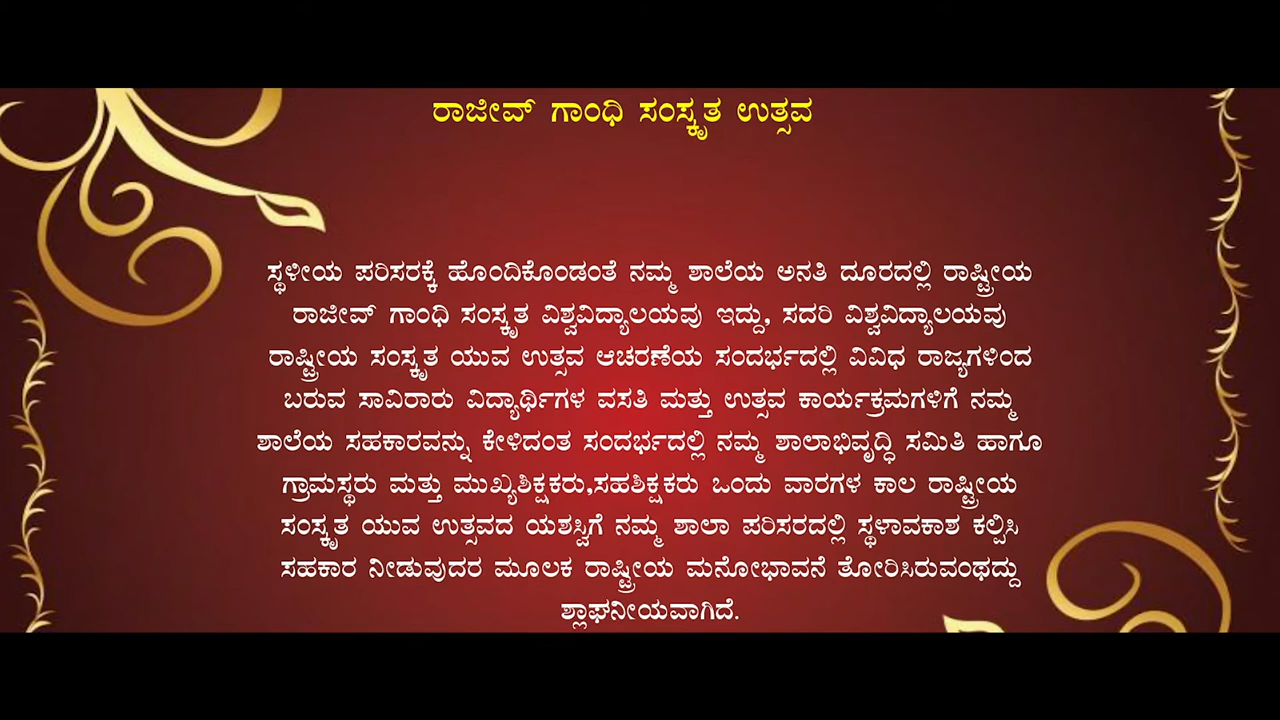 ರಾಜೀವ್ ಗಾಂಧಿ ಸಂಸ್ಕೃತ ಉತ್ಸವ
ಸ್ಥಳೀಯ ಪರಿಸರಕ್ಕೆ ಹೊಂದಿಕೊಂಡಂತೆ ನಮ್ಮ ಶಾಲೆಯ ಅನತಿ ದೂರದಲ್ಲಿ ರಾಷ್ಟ್ರೀಯ
ರಾಜೀವ್ ಗಾಂಧಿ ಸಂಸ್ಕೃತ ವಿಶ್ವವಿದ್ಯಾಲಯವು ಇದ್ದು, ಸದರಿ ವಿಶ್ವವಿದ್ಯಾಲಯವು
ರಾಷ್ಟ್ರೀಯ ಸಂಸ್ಕೃತ ಯುವ ಉತ್ಸವ ಆಚರಣೆಯ ಸಂದರ್ಭದಲ್ಲಿ ವಿವಿಧ ರಾಜ್ಯಗಳಿಂದ
ಬರುವ ಸಾವಿರಾರು ವಿದ್ಯಾರ್ಥಿಗಳ ವಸತಿ ಮತ್ತು ಉತ್ಸವ ಕಾರ್ಯಕ್ರಮಗಳಿಗೆ ನಮ್ಮ
ಶಾಲೆಯ ಸಹಕಾರವನ್ನು ಕೇಳಿದಂತ ಸಂದರ್ಭದಲ್ಲಿ ನಮ್ಮ ಶಾಲಾಭಿವೃದ್ಧಿ ಸಮಿತಿ ಹಾಗೂ
ಗ್ರಾಮಸ್ಥರು ಮತ್ತು ಮುಖ್ಯಶಿಕ್ಷಕರು,ಸಹಶಿಕ್ಷಕರು ಒಂದು ವಾರಗಳ ಕಾಲ ರಾಷ್ಟ್ರೀಯ
ಸಂಸ್ಕೃತ ಯುವ ಉತ್ಸವದ ಯಶಸ್ವಿಗೆ ನಮ್ಮ ಶಾಲಾ ಪರಿಸರದಲ್ಲಿ ಸ್ಥಳಾವಕಾಶ ಕಲ್ಪಿಸಿ
ಸಹಕಾರ ನೀಡುವುದರ ಮೂಲಕ ರಾಷ್ಟ್ರೀಯ ಮನೋಭಾವನೆ ತೋರಿಸಿರುವಂಥದ್ದು
ಶ್ಲಾಘನೀಯವಾಗಿದೆ.